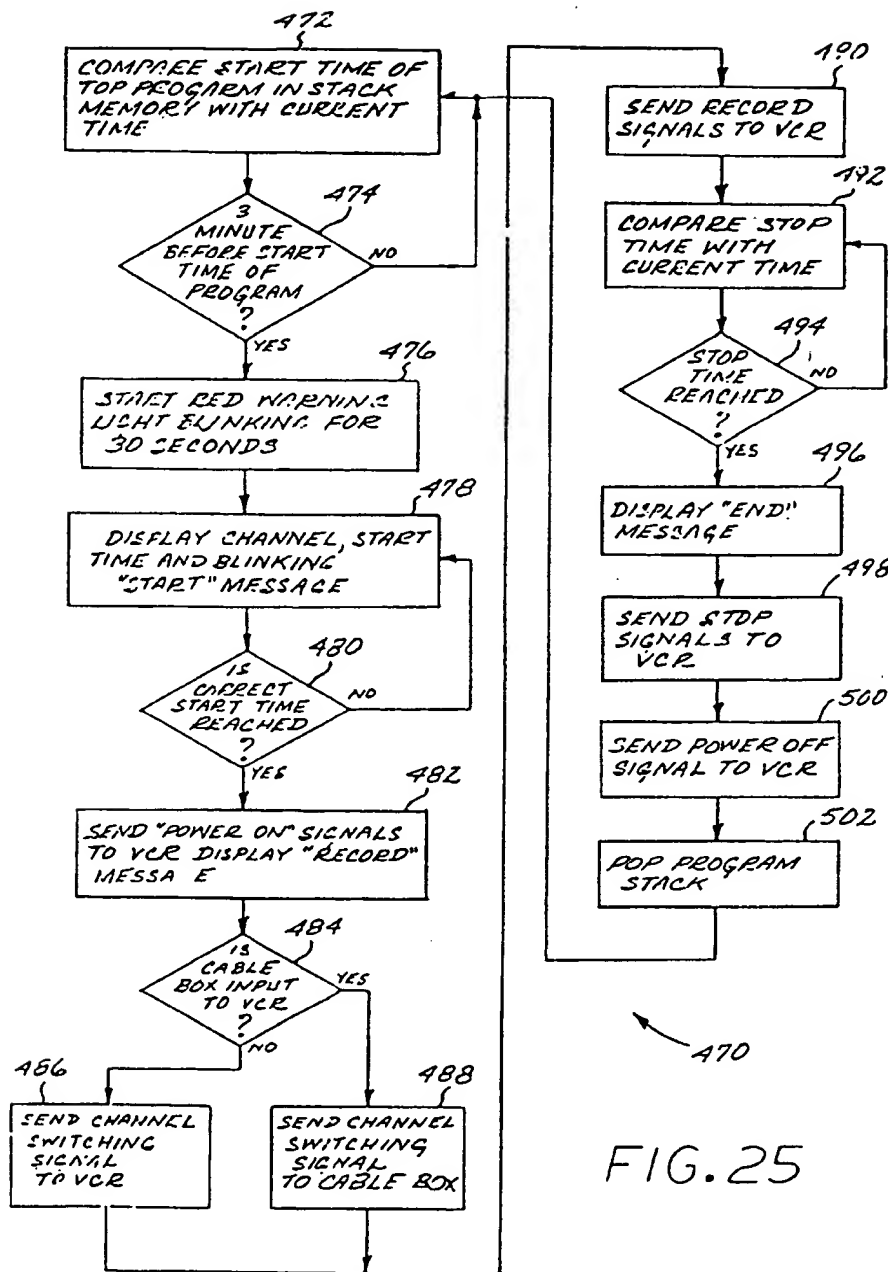 472
COMPARE START TIME OF
TOP PROGARM IN STACK
MEMORY WITH CURRENT
TIME
474
3
MINUTE
BEFORE START
TIME OF
PROGRAM
?
NO
YES
476
START RED WARNING
LIGHT BLINKING FOR
30 SECONDS
478
DISPLAY CHANNEL, START
TIME AND BLINKING
"START" MESSAGE
480
IS
CORRECT
START TIME
REACHED
?
NO
YES
482
SEND "POWER ON" SIGNALS
TO VCR DISPLAY "RECORD"
MESSA E
484
IS
CABLE
BOX INPUT
TO VCR
?
YES
NO
486
SEND CHANNEL
SWITCHING
SIGNAL
TO VCR
488
SEND CHANNEL
SWITCHING
SIGNAL
TO CABLE BOX
490
SEND RECORD
SIGNALS TO VCR
492
COMPARE STOP
TIME WITH
CURRENT TIME
494
STOP
TIME
REACHED
?
NO
YES
496
DISPLAY "END"
MESSAGE
498
SEND STOP
SIGNALS TO
VCR
500
SEND POWER OFF
SIGNAL TO VCR
502
POP PROGRAM
STACK
470
FIG. 25